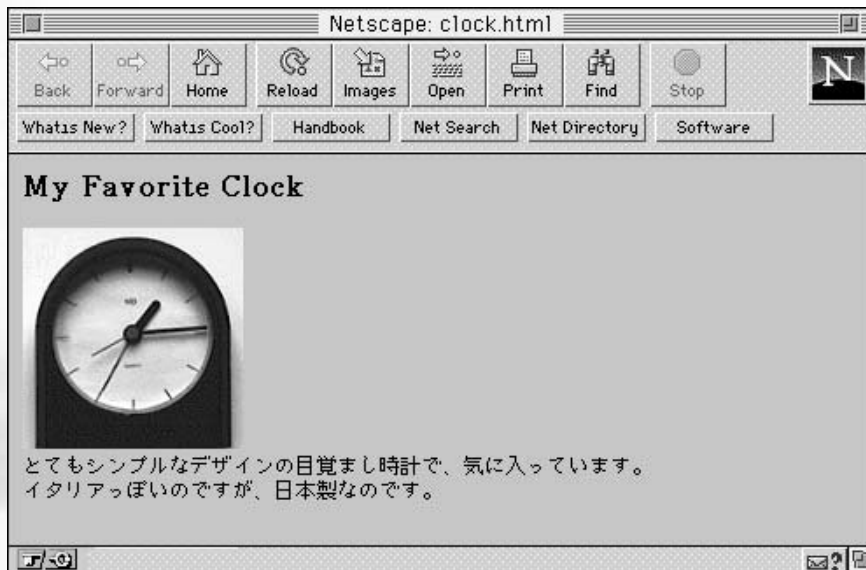 Netscape: clock.html
Back Forward Home Reload Images Open Print Find Stop
N
What's New? What's Cool? Handbook Net Search Net Directory Software
My Favorite Clock
とてもシンプルなデザインの目覚まし時計で、気に入っています。
イタリアっぽいのですが、日本製なのです。
?